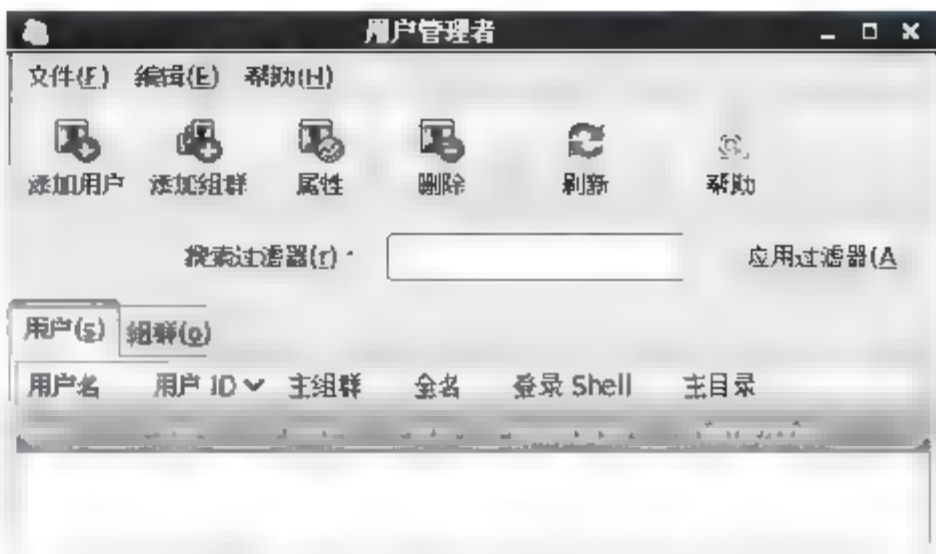 用户管理者
文件(F) 编辑(E) 帮助(H)
添加用户 添加组群 属性 删除 刷新 帮助
搜索过滤器(r): 应用过滤器(A
用户(s) 组群(o)
用户名 用户 ID 主组群 全名 登录 Shell 主目录